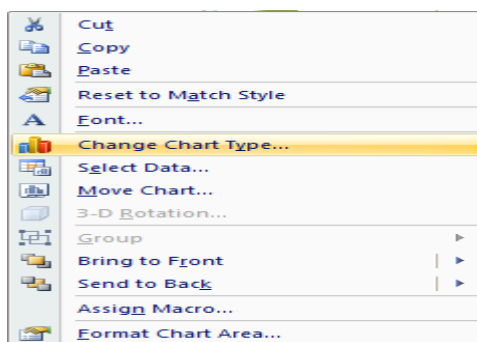 Cut
Copy
Paste
Reset to Match Style
Font...
Change Chart Type...
Select Data...
Move Chart...
3-D Rotation...
Group
Bring to Front
Send to Back
Assign Macro...
Format Chart Area...